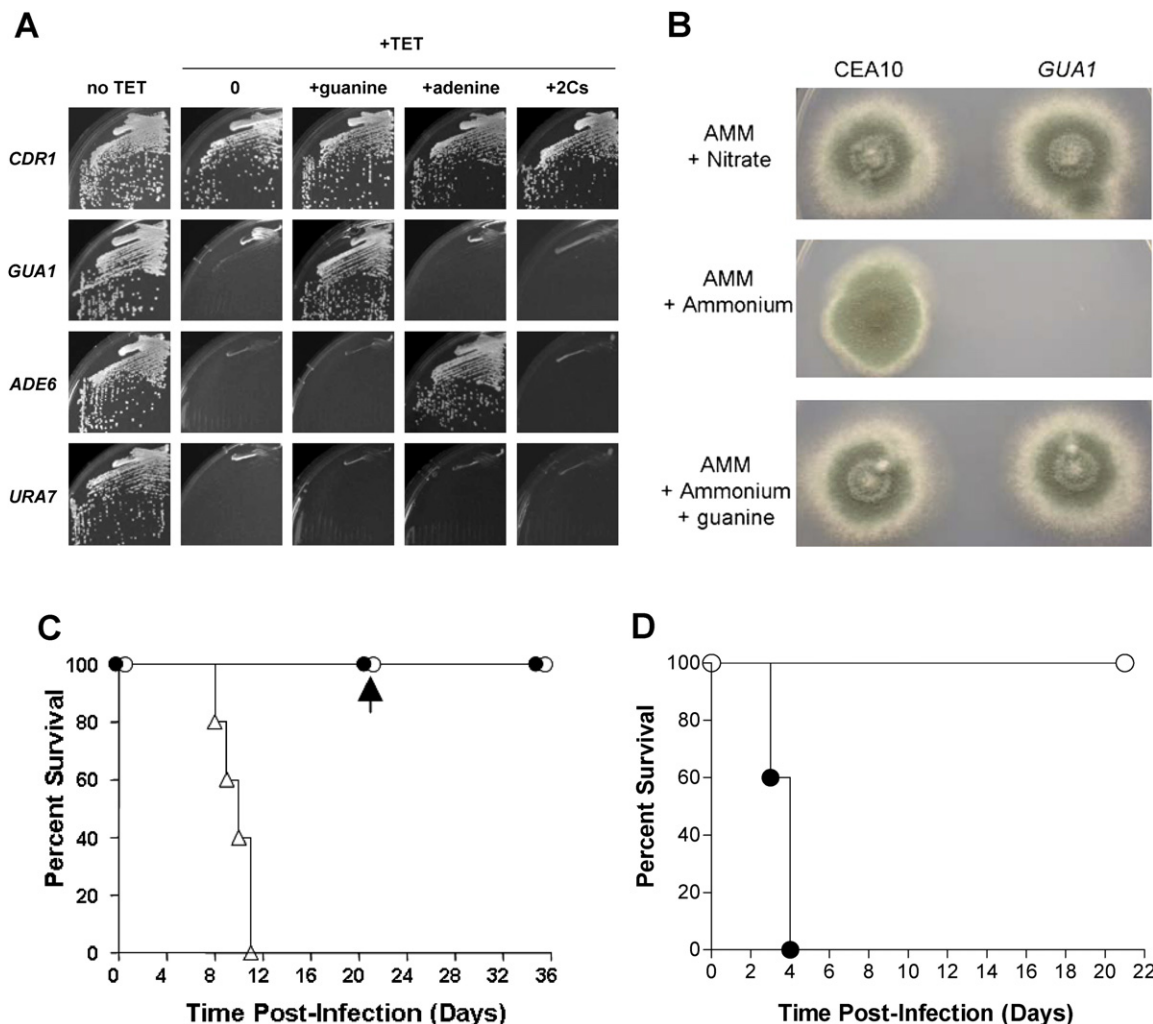 A
+TET
no TET 0 +guanine +adenine +2Cs
CDR1
GUA1
ADE6
URA7
B
CEA10 GUA1
AMM
+ Nitrate
AMM
+ Ammonium
AMM
+ Ammonium
+ guanine
C
Percent Survival
100
80
60
40
20
0
0 4 8 12 16 20 24 28 32 36
Time Post-Infection (Days)
D
Percent Survival
100
80
60
40
20
0
0 2 4 6 8 10 12 14 16 18 20 22
Time Post-Infection (Days)